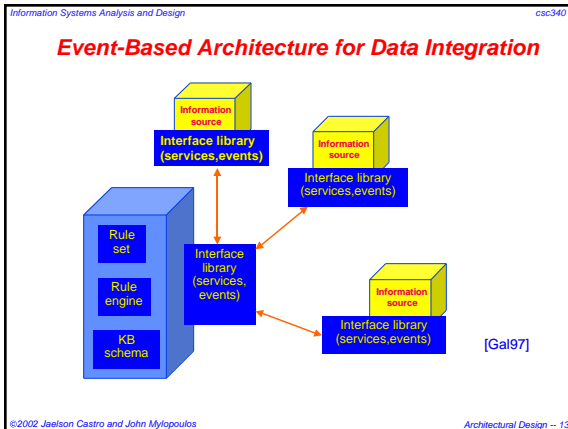 Information Systems Analysis and Design
csc340
Event-Based Architecture for Data Integration
Information
source
Interface library
(services,events)
Information
source
Interface library
(services,events)
Rule
set
Rule
engine
KB
schema
Interface
library
(services,
events)
Information
source
Interface library
(services,events)
[Gal97]
©2002 Jaelson Castro and John Mylopoulos
Architectural Design -- 13